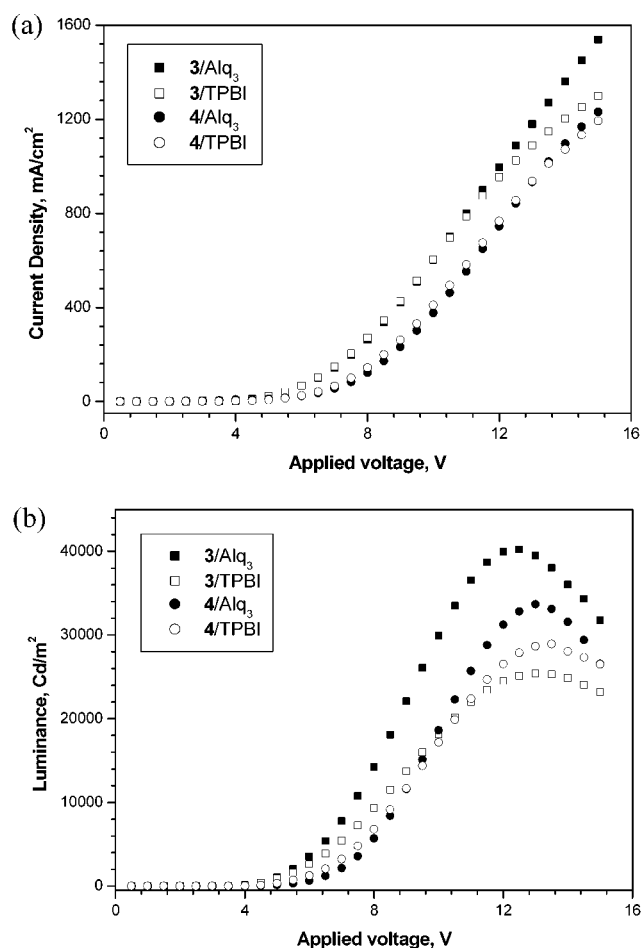 (a)
1600
1200
800
400
0
Current Density, mA/cm²
3/Alq₃
3/TPBI
4/Alq₃
4/TPBI
0 4 8 12 16
Applied voltage, V
(b)
40000
30000
20000
10000
0
Luminance, Cd/m²
3/Alq₃
3/TPBI
4/Alq₃
4/TPBI
0 4 8 12 16
Applied voltage, V